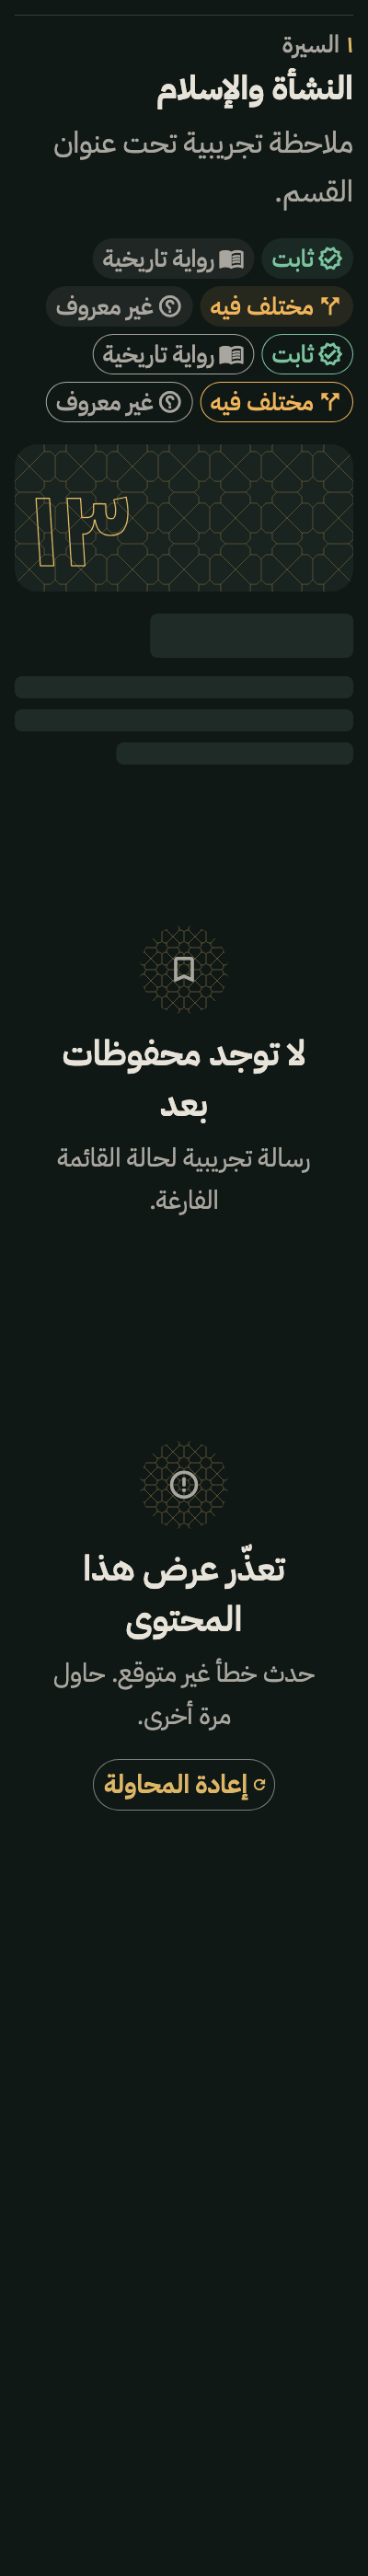 ١ السيرة
النشأة والإسلام
ملاحظة تجريبية تحت عنوان
القسم.
ثابت رواية تاريخية
مختلف فيه غير معروف
ثابت رواية تاريخية
مختلف فيه غير معروف
١٣
لا توجد محفوظات
بعد
رسالة تجريبية لحالة القائمة
الفارغة.
تعذّر عرض هذا
المحتوى
حدث خطأ غير متوقع. حاول
مرة أخرى.
إعادة المحاولة